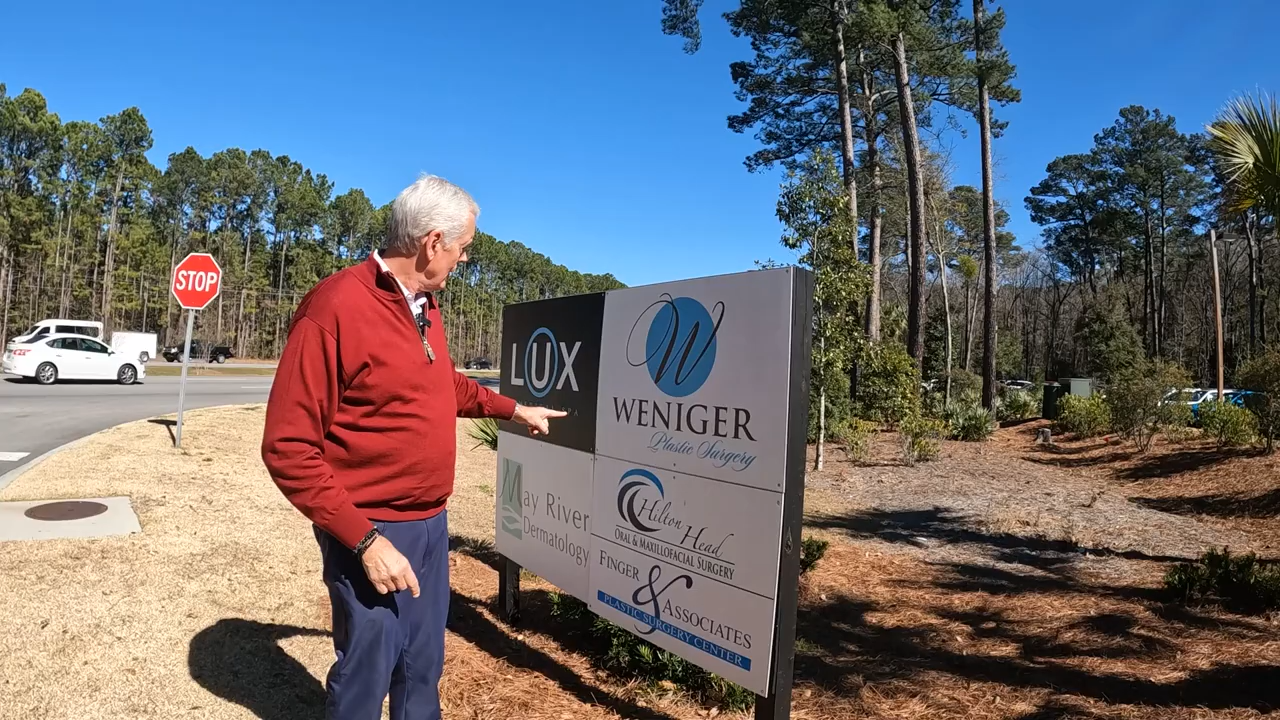 STOP
LUX
W
WENIGER
Plastic Surgery
May River
Dermatology
Hilton
Head
ORAL & MAXILLOFACIAL SURGERY
FINGER
&
ASSOCIATES
PLASTIC SURGERY CENTER